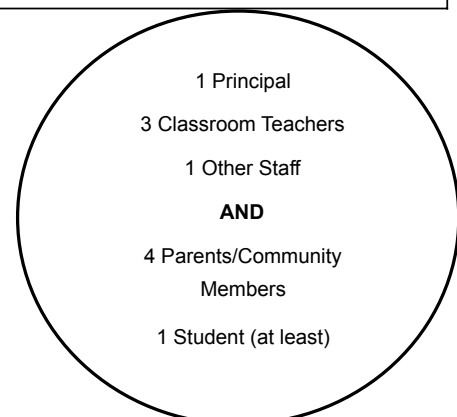 1 Principal
3 Classroom Teachers
1 Other Staff
AND
4 Parents/Community
Members
1 Student (at least)